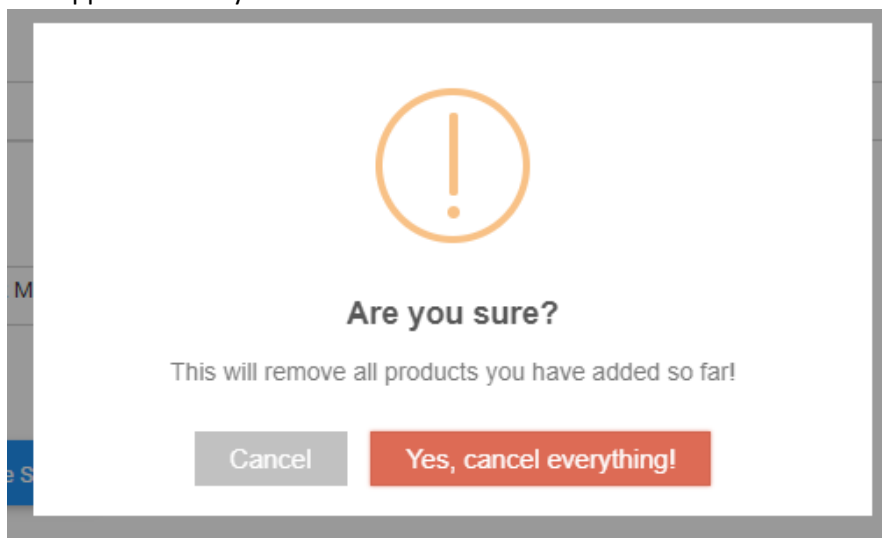 Are you sure?
This will remove all products you have added so far!
Cancel
Yes, cancel everything!
M
e S